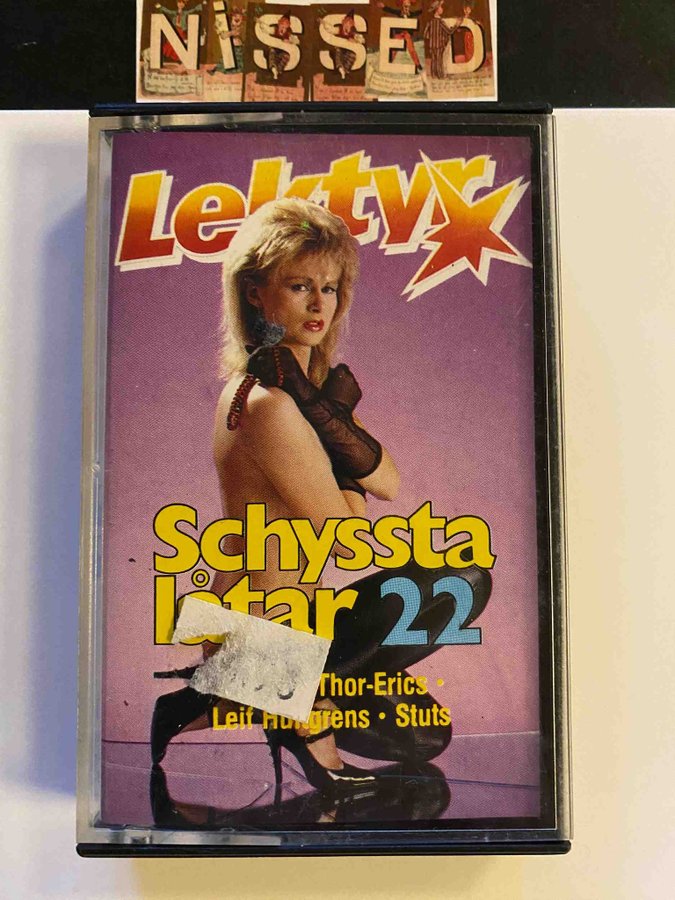 NiSSED
Lektyr
Schyssta
låtar 22
Thor-Erics •
Leif Hultgrens • Stuts